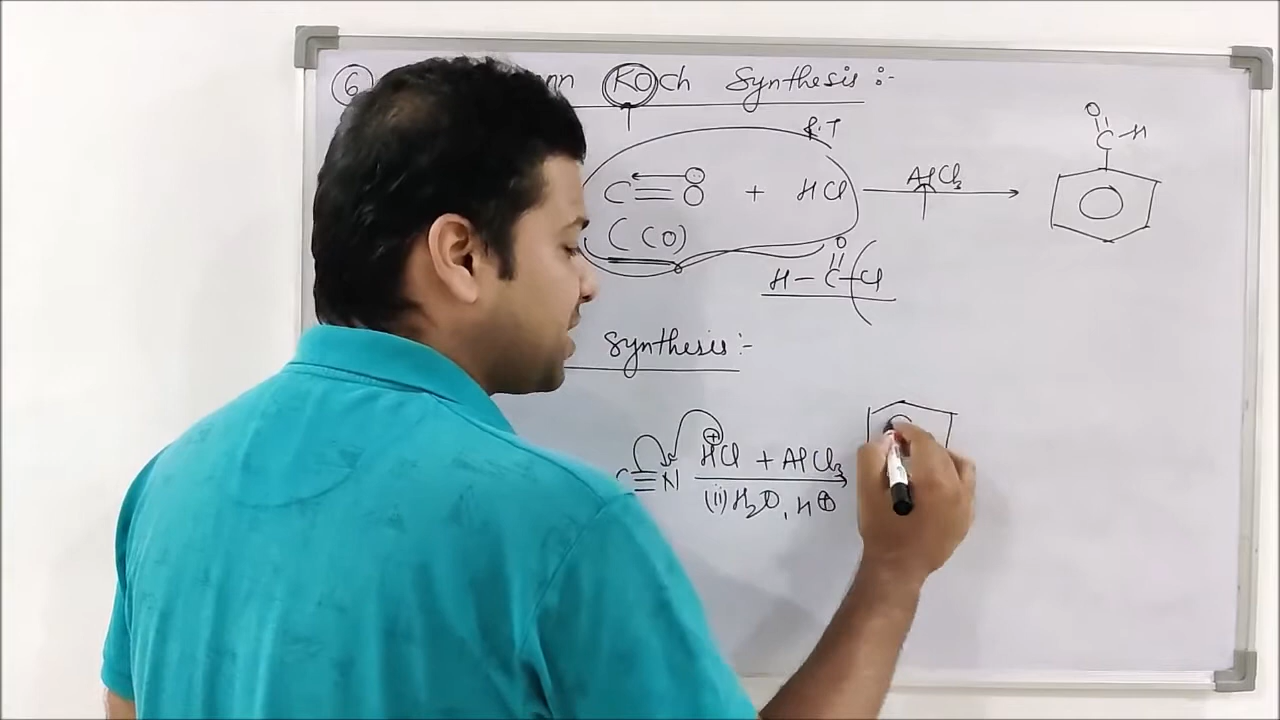 6 nn KOch Synthesis :-
R.T
C≡O + HCl AlCl3
O
C-H
(CO)
O
H-C-Cl
Synthesis :-
C≡N HCl + AlCl3
(ii) H2O, H⊕